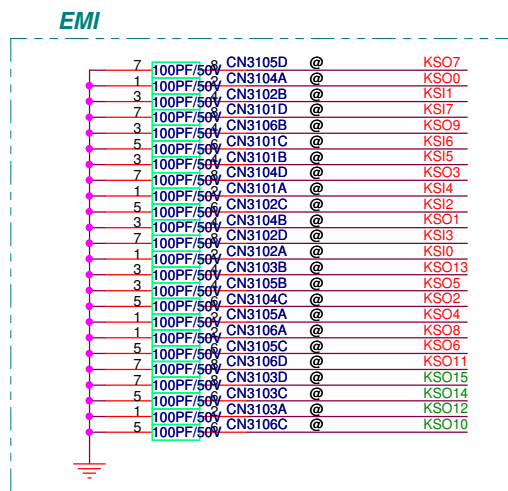 EMI
7 100PF/50V 8 CN3105D @ KSO7
1 100PF/50V 2 CN3104A @ KSO0
3 100PF/50V 4 CN3102B @ KSI1
7 100PF/50V 8 CN3101D @ KSI7
3 100PF/50V 4 CN3106B @ KSO9
5 100PF/50V 6 CN3101C @ KSI6
3 100PF/50V 4 CN3101B @ KSI5
7 100PF/50V 8 CN3104D @ KSO3
1 100PF/50V 2 CN3101A @ KSI4
5 100PF/50V 6 CN3102C @ KSI2
3 100PF/50V 4 CN3104B @ KSO1
7 100PF/50V 8 CN3102D @ KSI3
1 100PF/50V 2 CN3102A @ KSI0
3 100PF/50V 4 CN3103B @ KSO13
3 100PF/50V 4 CN3105B @ KSO5
5 100PF/50V 6 CN3104C @ KSO2
1 100PF/50V 2 CN3105A @ KSO4
1 100PF/50V 2 CN3106A @ KSO8
5 100PF/50V 6 CN3105C @ KSO6
7 100PF/50V 8 CN3106D @ KSO11
7 100PF/50V 8 CN3103D @ KSO15
5 100PF/50V 6 CN3103C @ KSO14
1 100PF/50V 2 CN3103A @ KSO12
5 100PF/50V 6 CN3106C @ KSO10